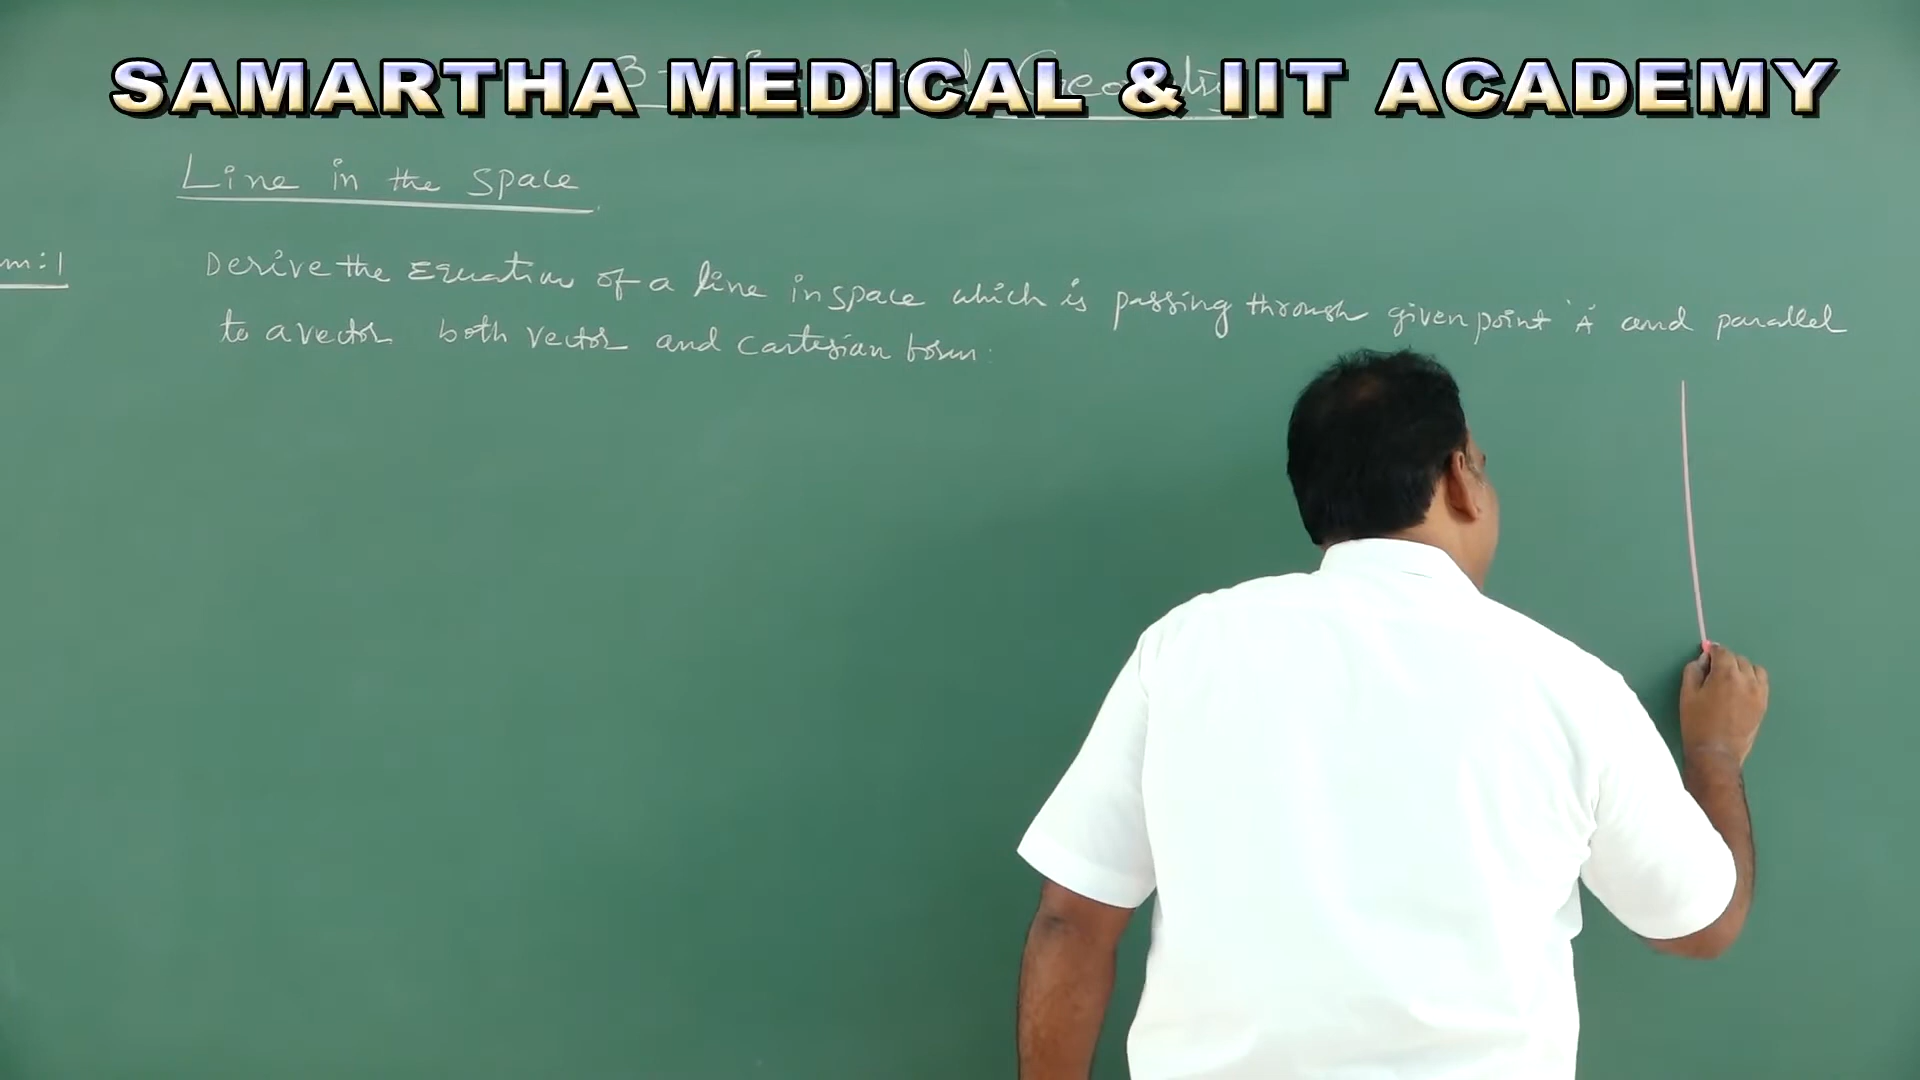 SAMARTHA MEDICAL & IIT ACADEMY
Line in the space
m:1
Derive the Equation of a line in space which is passing through given point 'A' and parallel
to a vector both vector and Cartesian form: